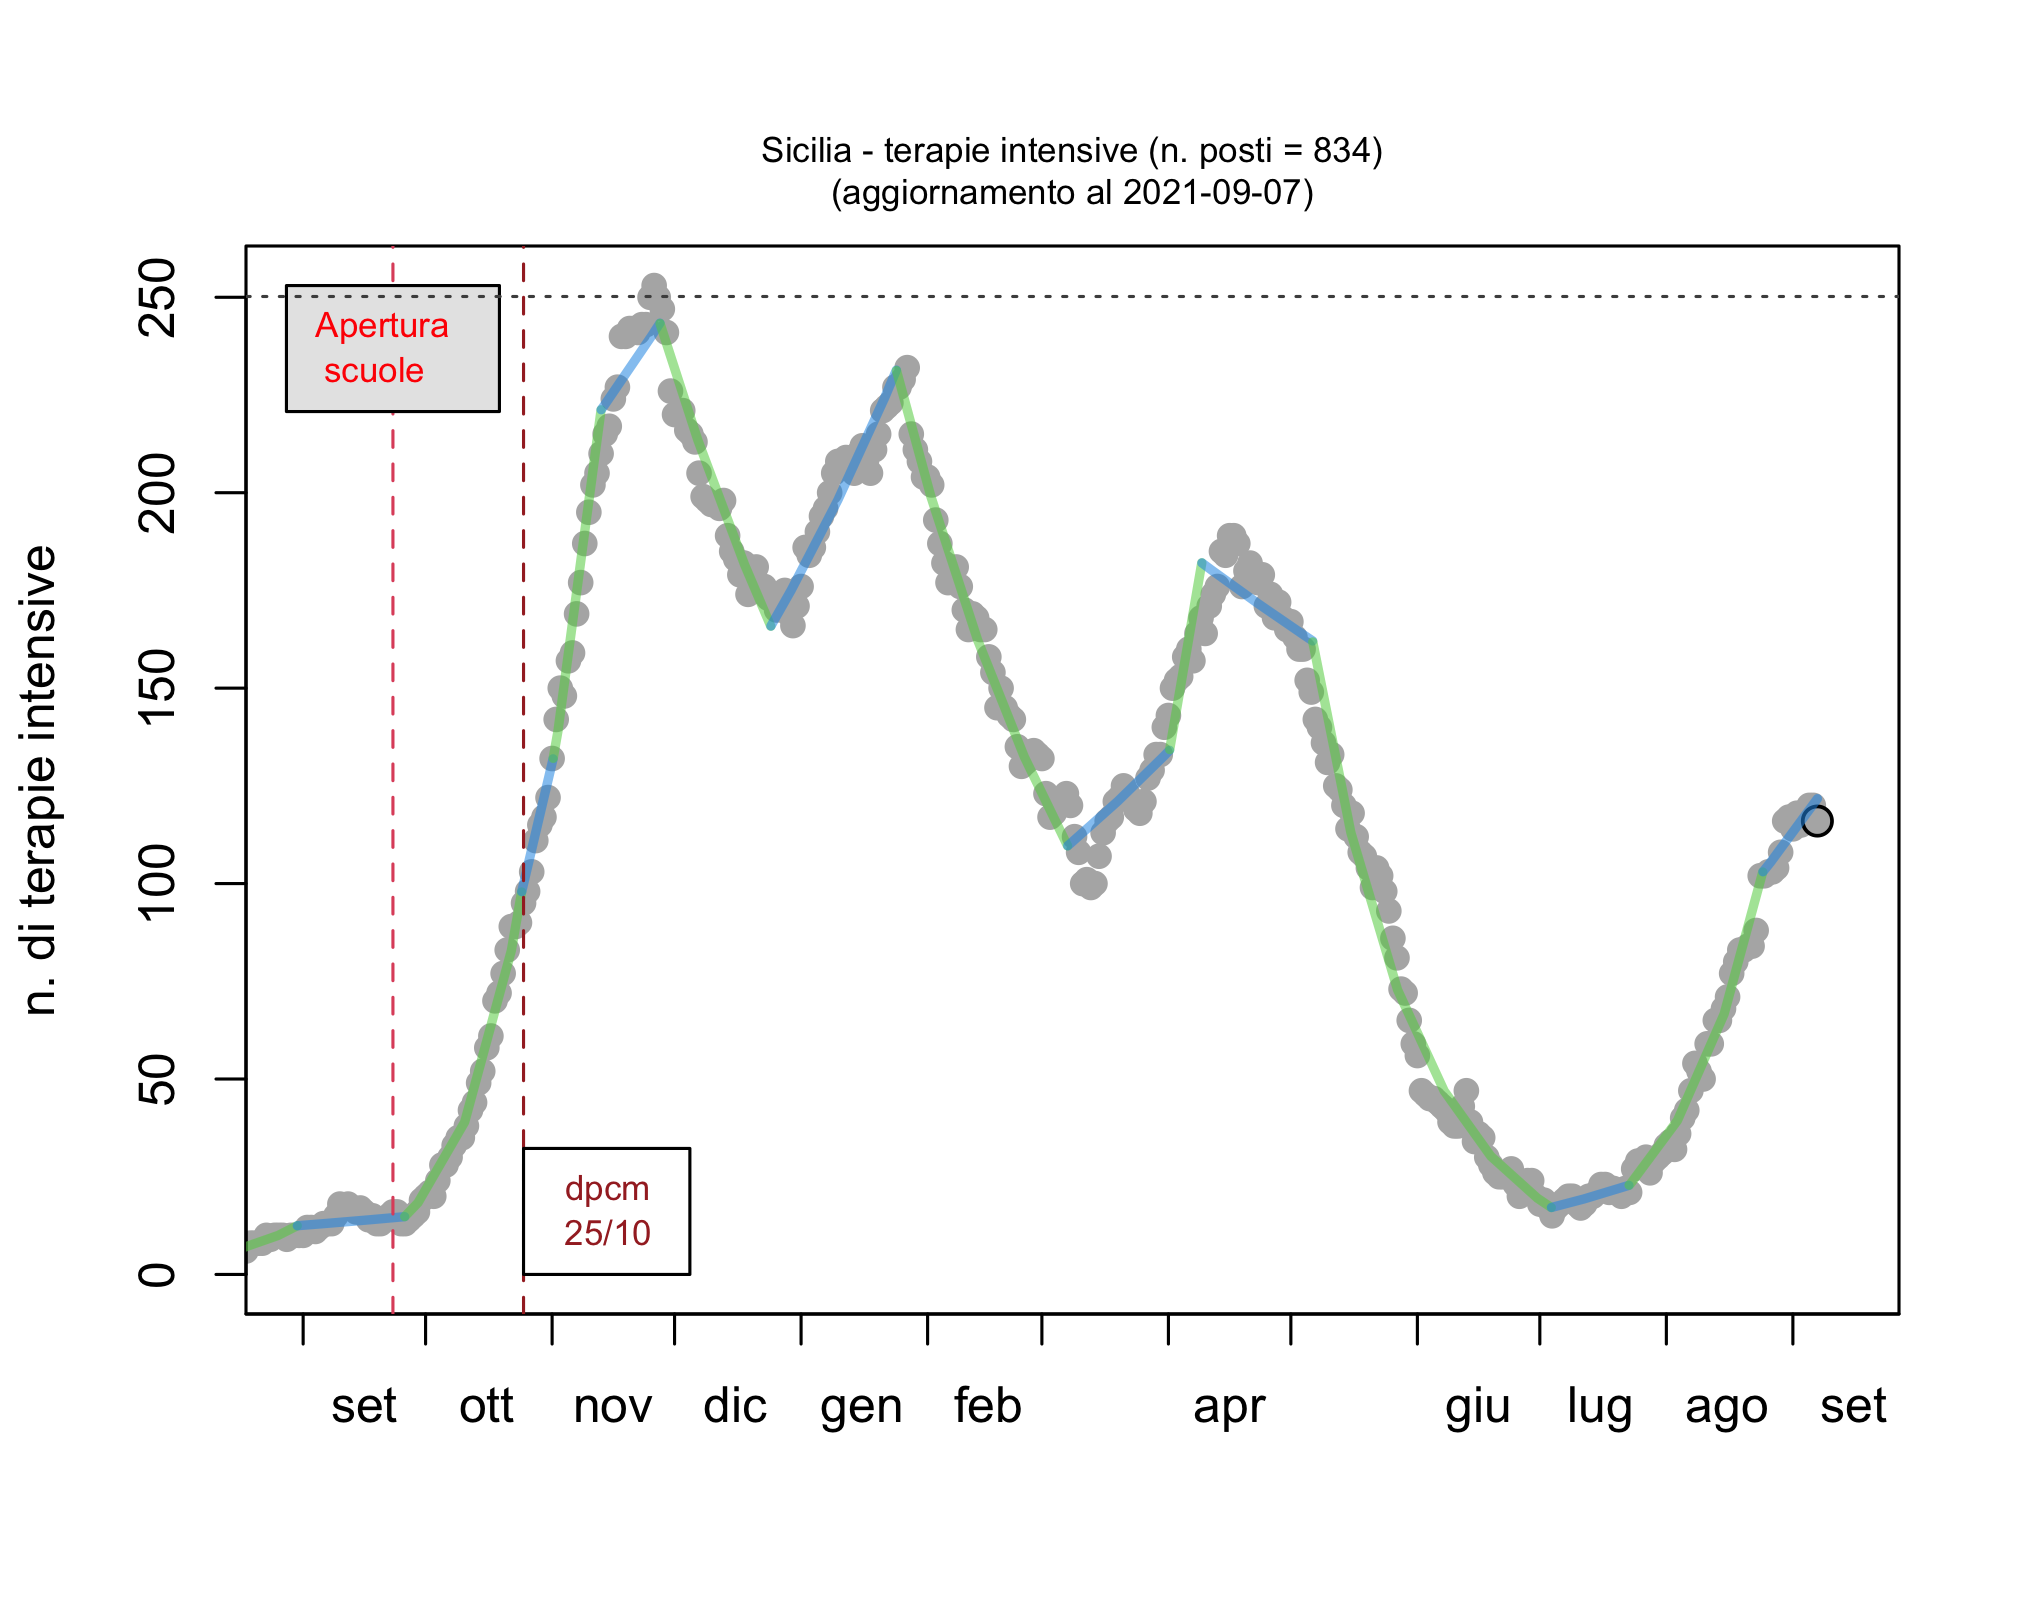 Sicilia - terapie intensive (n. posti = 834)
(aggiornamento al 2021-09-07)
n. di terapie intensive
250
200
150
100
50
0
Apertura
scuole
dpcm
25/10
set ott nov dic gen feb apr giu lug ago set